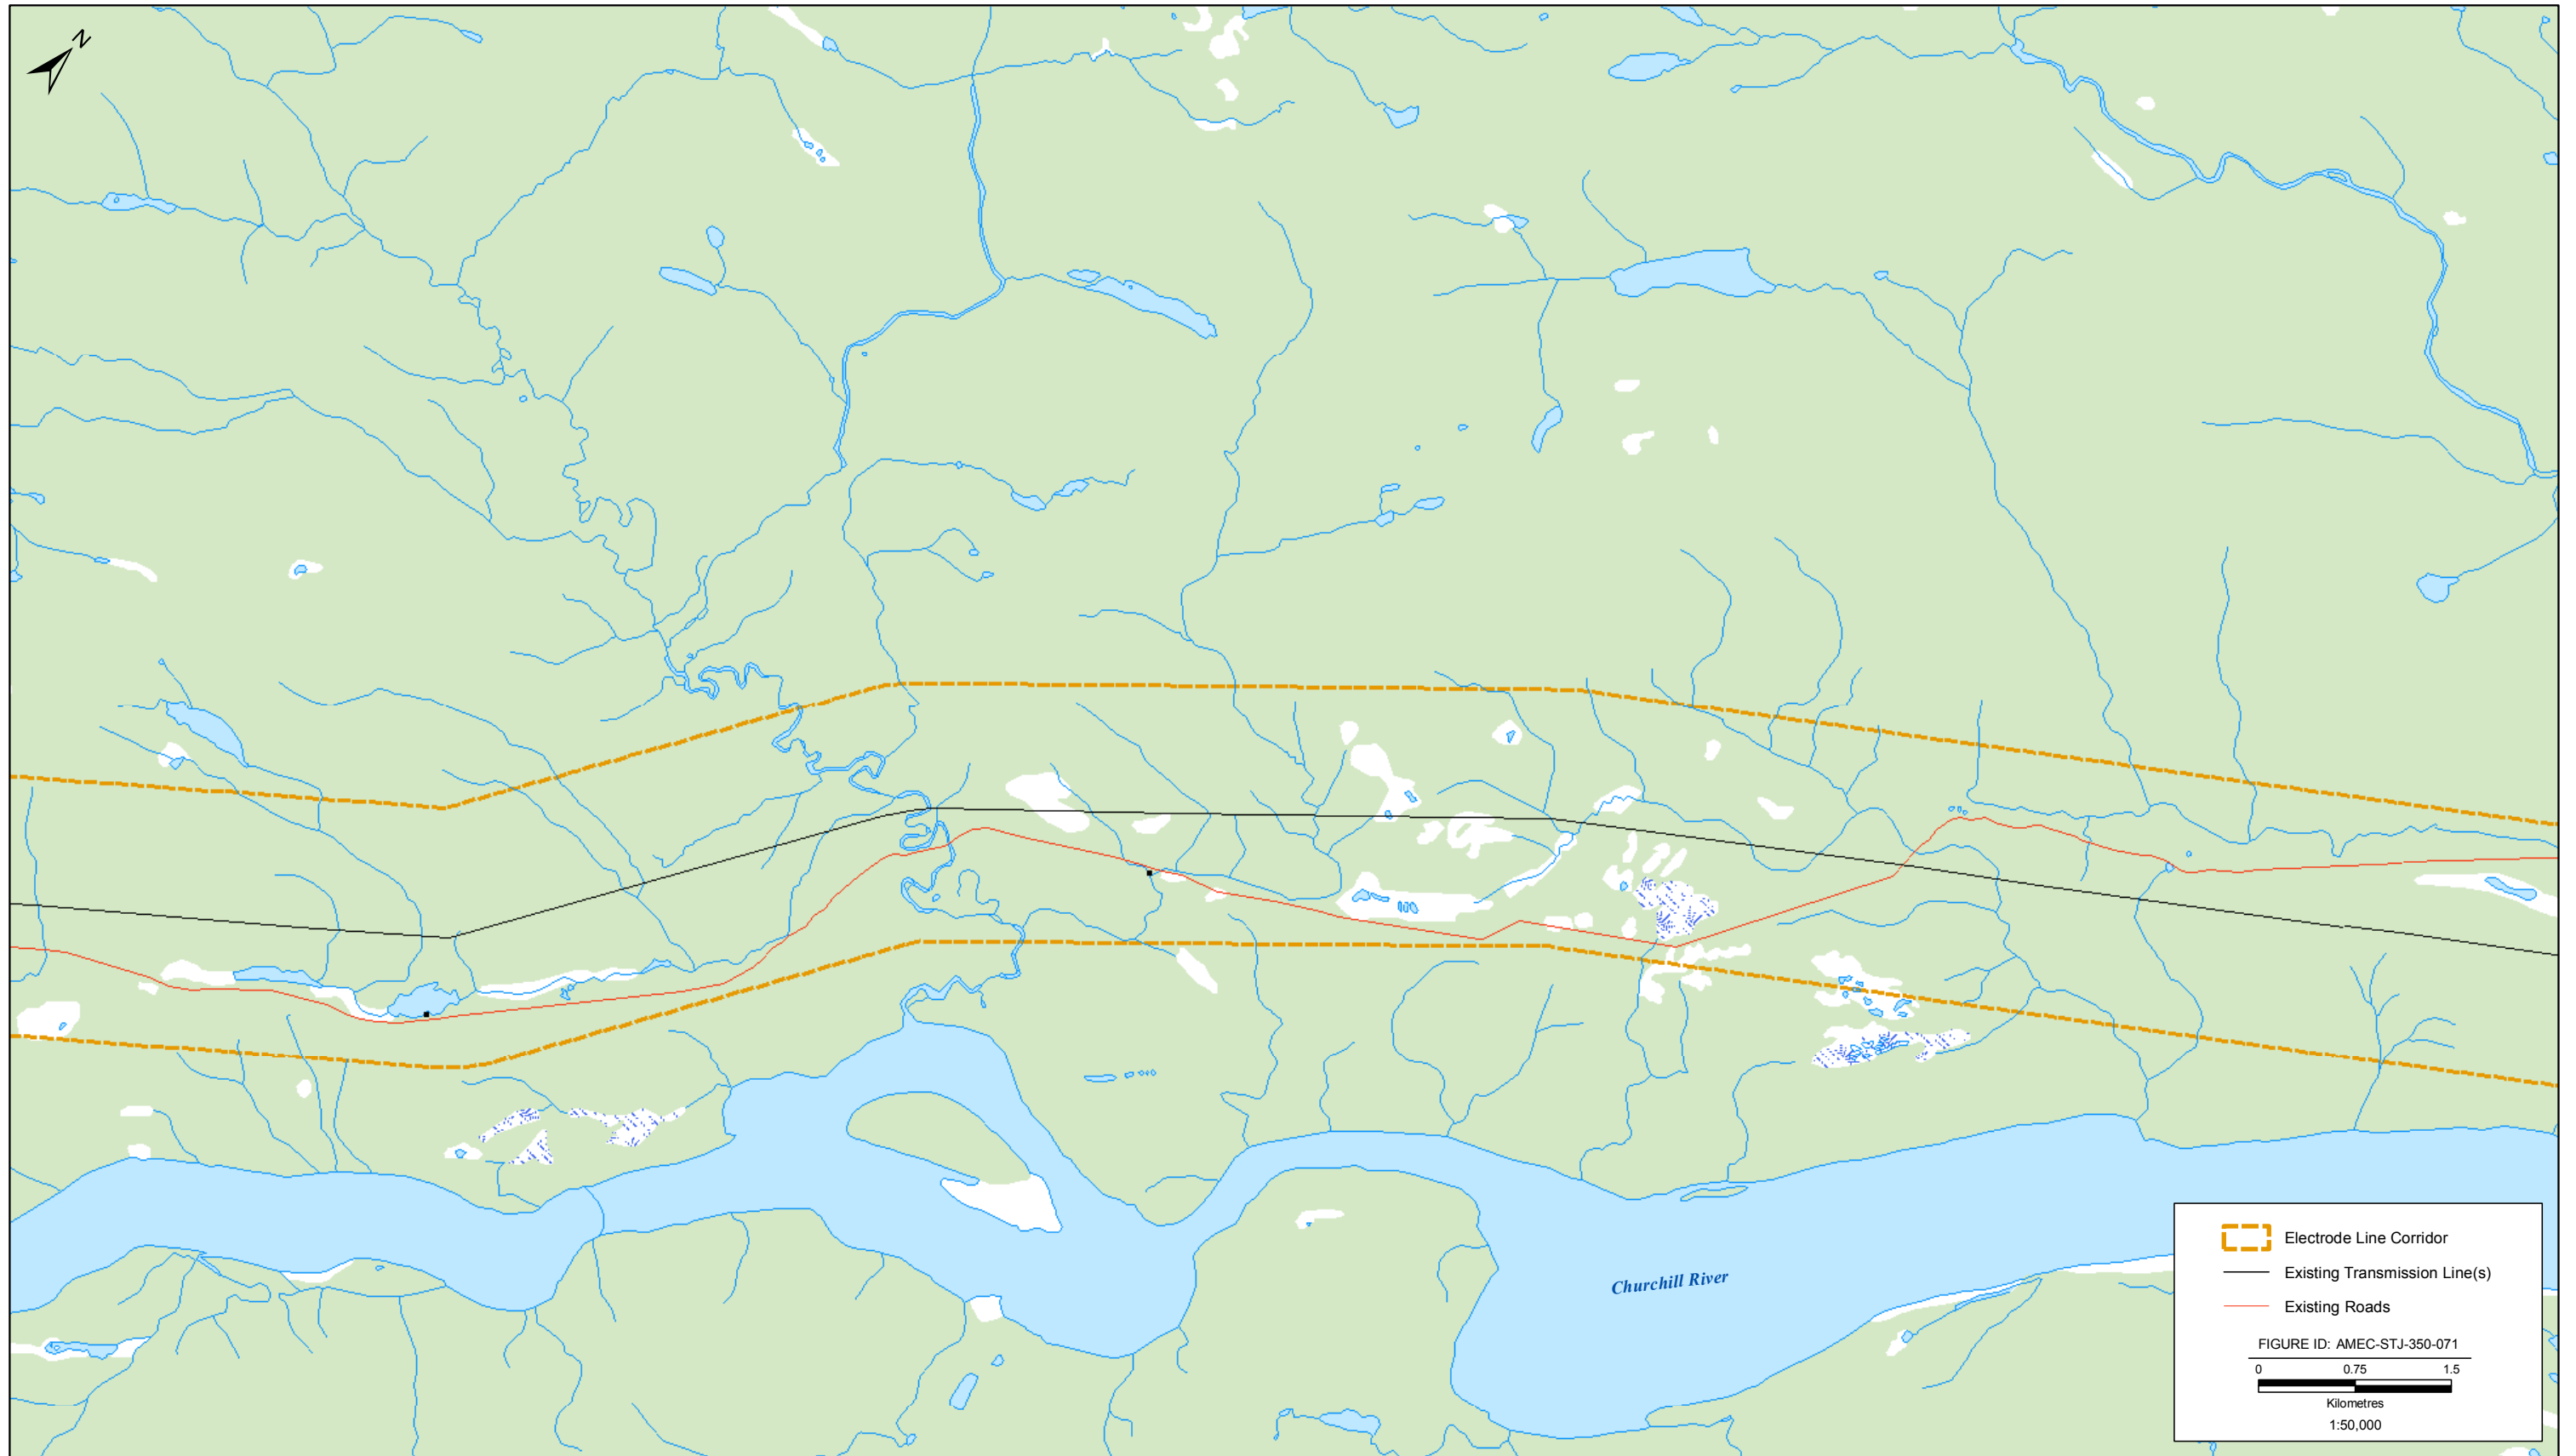 N
Churchill River
Electrode Line Corridor
Existing Transmission Line(s)
Existing Roads
FIGURE ID: AMEC-STJ-350-071
0 0.75 1.5
Kilometres
1:50,000